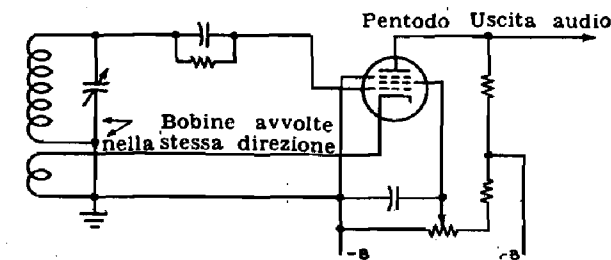 Pentodo Uscita audio
Bobine avvolte
nella stessa direzione
-B
-B